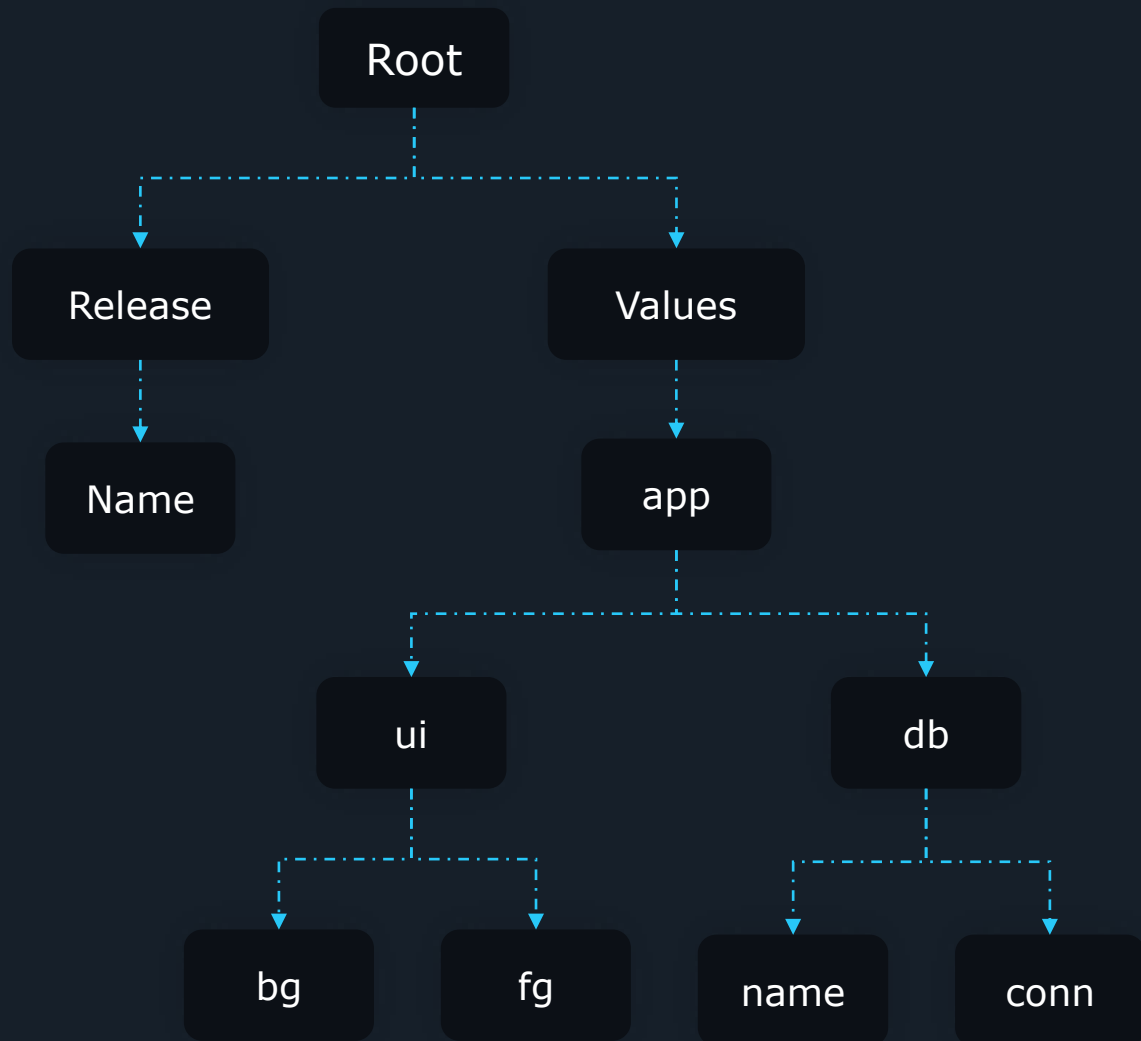 Root
Release
Values
Name
app
ui
db
bg
fg
name
conn